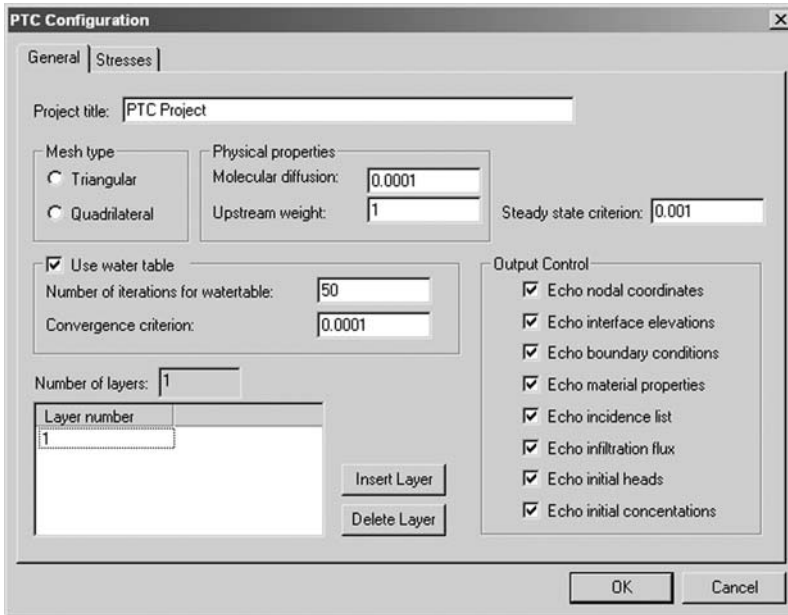 PTC Configuration
General
Stresses
Project title: PTC Project
Mesh type
Triangular
Quadrilateral
Physical properties
Molecular diffusion: 0.0001
Upstream weight: 1
Steady state criterion: 0.001
Use water table
Number of iterations for watertable: 50
Convergence criterion: 0.0001
Number of layers: 1
Layer number
1
Insert Layer
Delete Layer
Output Control
Echo nodal coordinates
Echo interface elevations
Echo boundary conditions
Echo material properties
Echo incidence list
Echo infiltration flux
Echo initial heads
Echo initial concentations
OK
Cancel